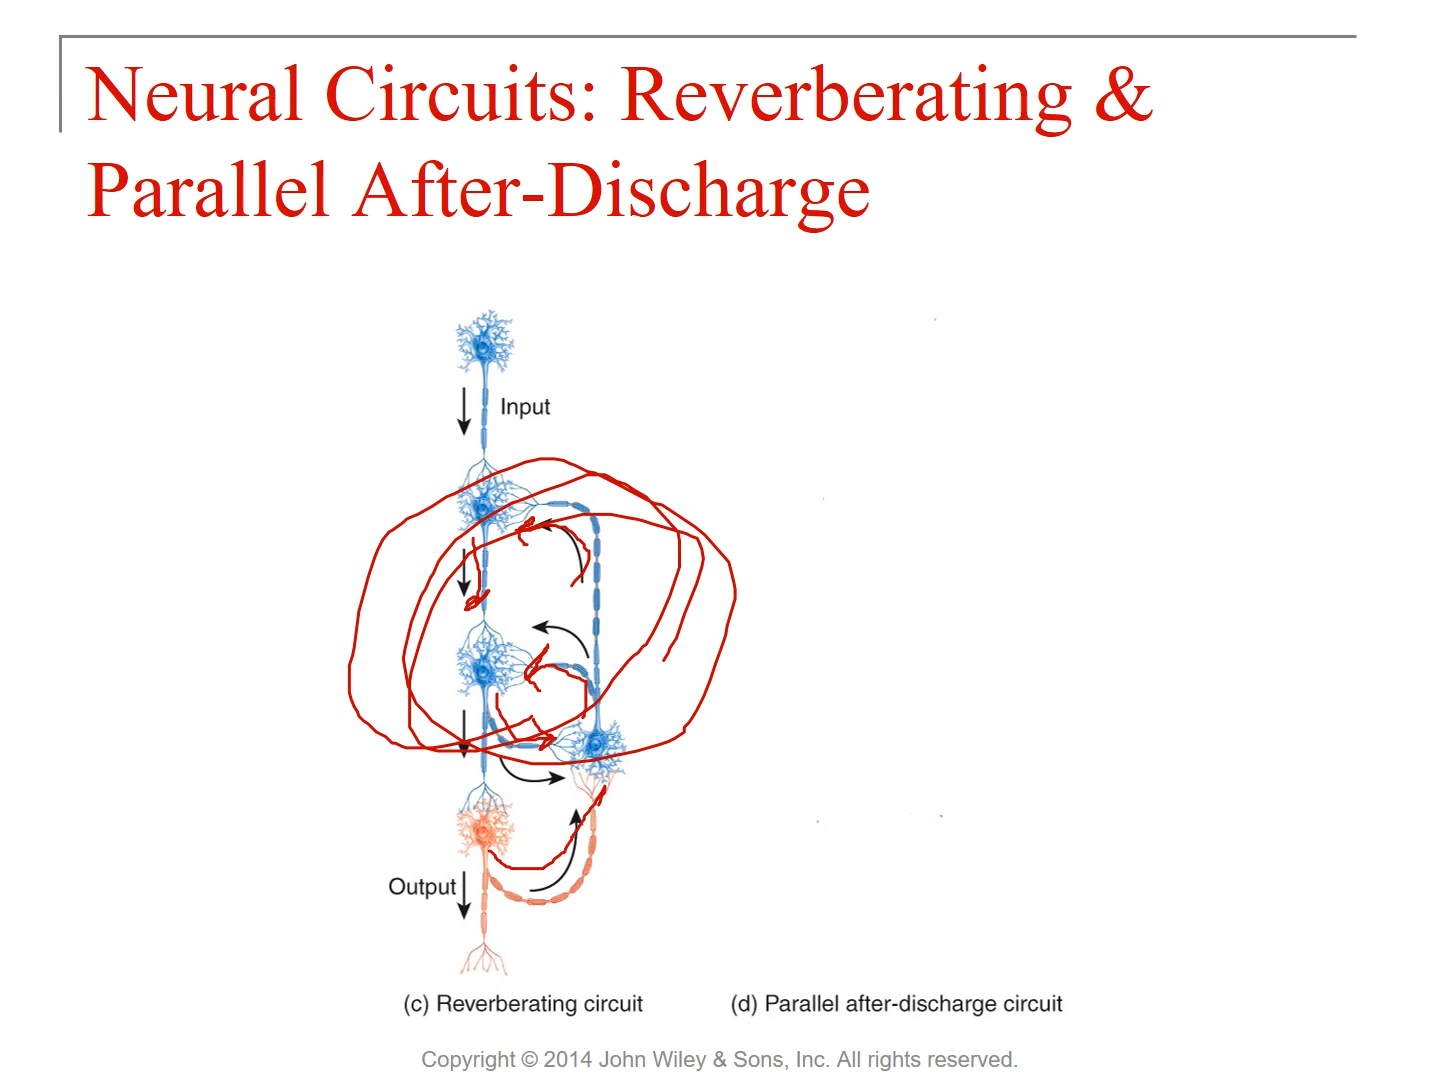 Neural Circuits: Reverberating &
Parallel After-Discharge
Input
Output
(c) Reverberating circuit
(d) Parallel after-discharge circuit
Copyright © 2014 John Wiley & Sons, Inc. All rights reserved.